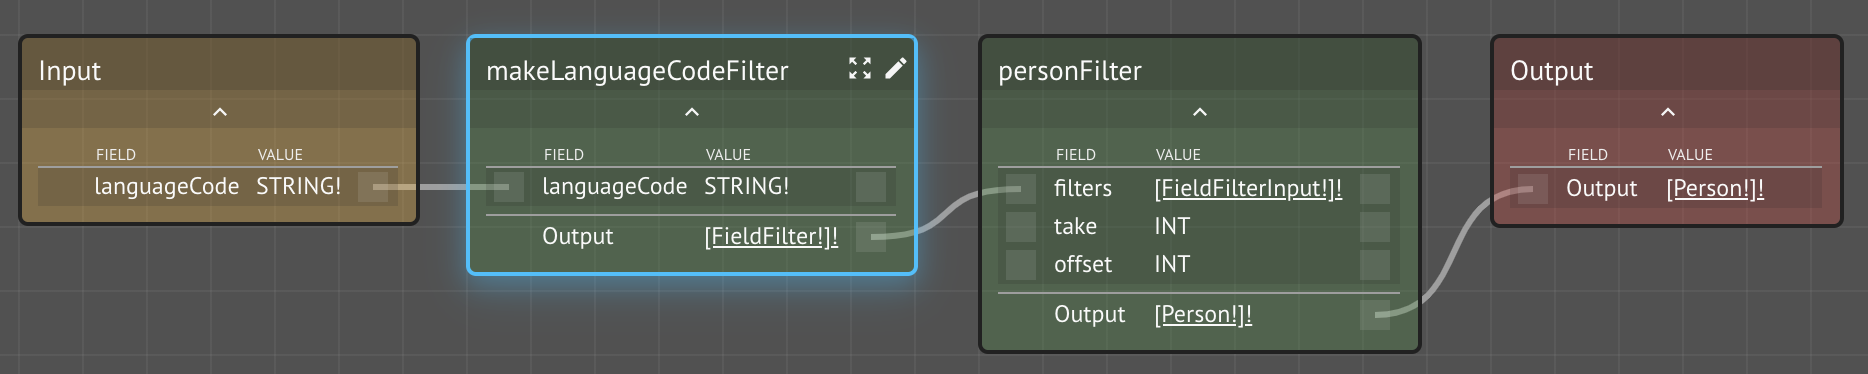 Input
FIELD VALUE
languageCode STRING!
makeLanguageCodeFilter
FIELD VALUE
languageCode STRING!
Output [FieldFilter!]!
personFilter
FIELD VALUE
filters [FieldFilterInput!]!
take INT
offset INT
Output [Person!]!
Output
FIELD VALUE
Output [Person!]!